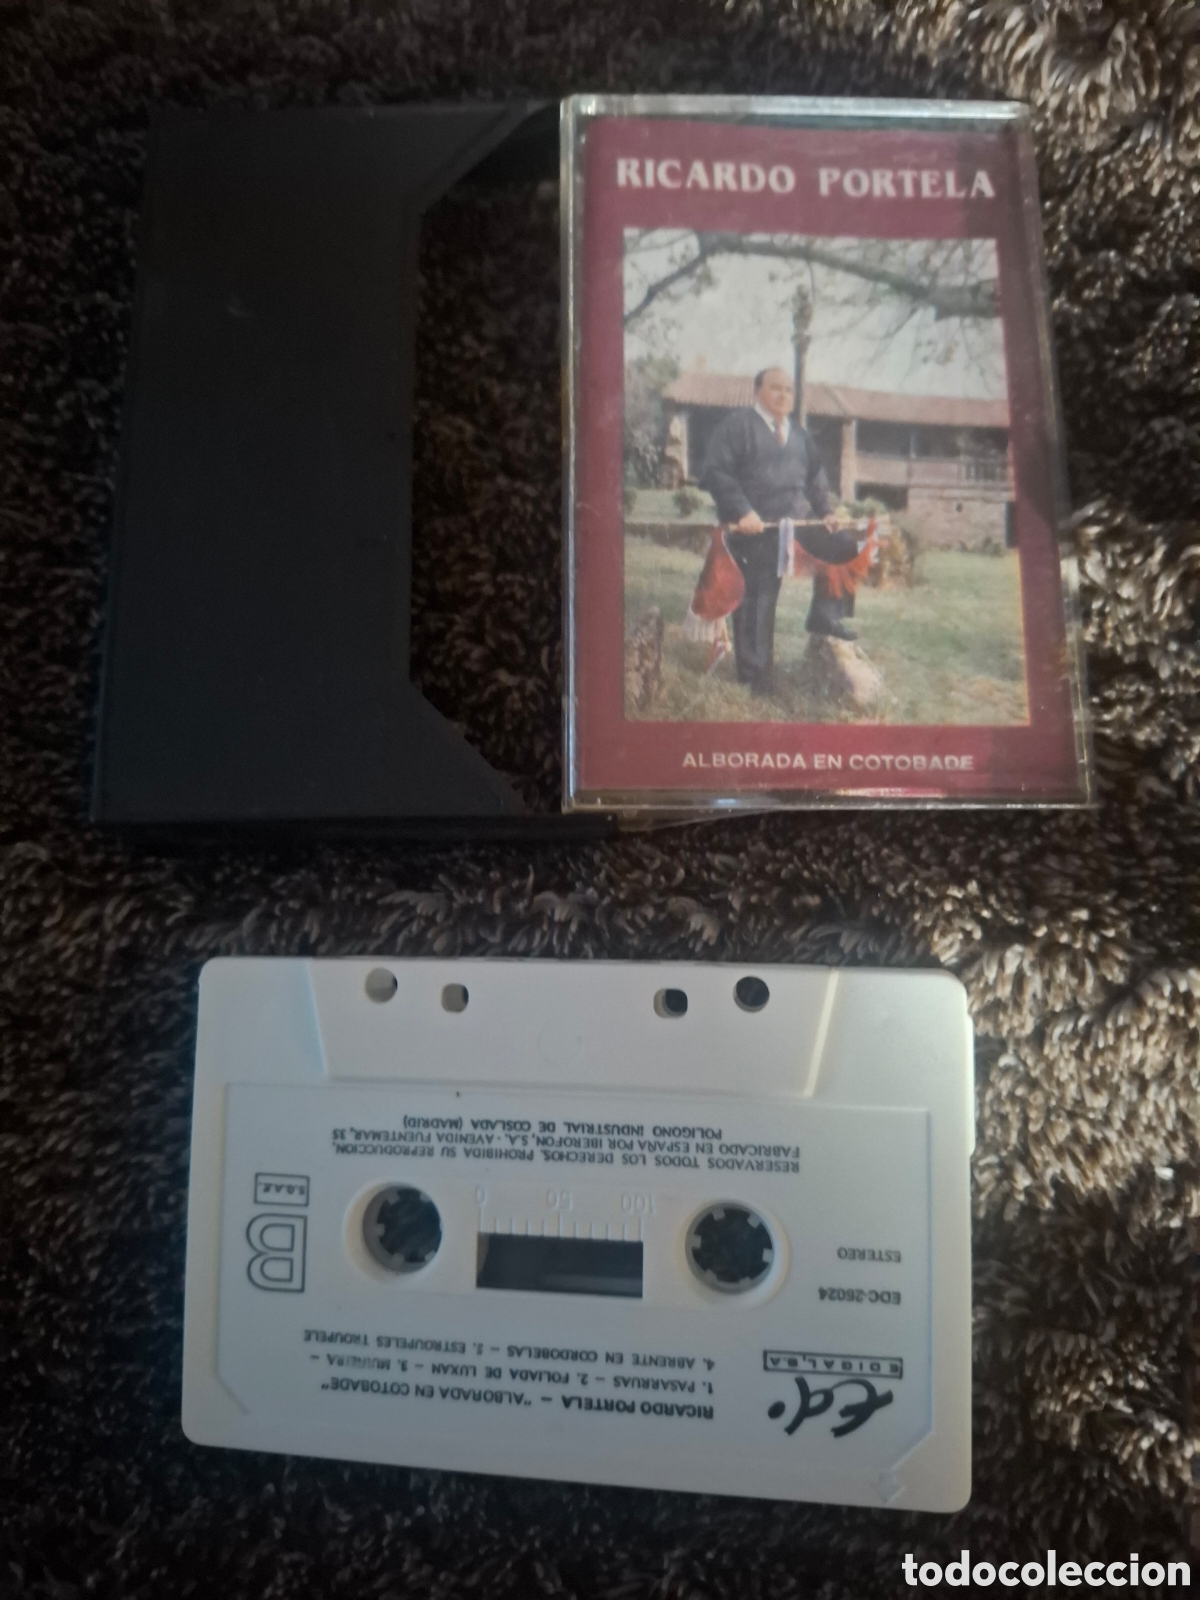 RICARDO PORTELA
ALBORADA EN COTOBADE
RICARDO PORTELA – "ALBORADA EN COTOBADE"
1. PASARRUAS – 2. FOLIADA DE LUXAN – 3. MUIÑEIRA –
4. ABRENTE EN CORDOBELAS – 5. ESTROUPELES TROUPELE
Edi
EDIGAL, S.A
EDC-26024
ESTEREO
B
S.G.A.E.
100 50 0
RESERVADOS TODOS LOS DERECHOS. PROHIBIDA SU REPRODUCCION.
FABRICADO EN ESPAÑA POR IBEROFON, S.A. - AVENIDA FUENTEMAR, 35
POLIGONO INDUSTRIAL DE COSLADA (MADRID)
todocoleccion